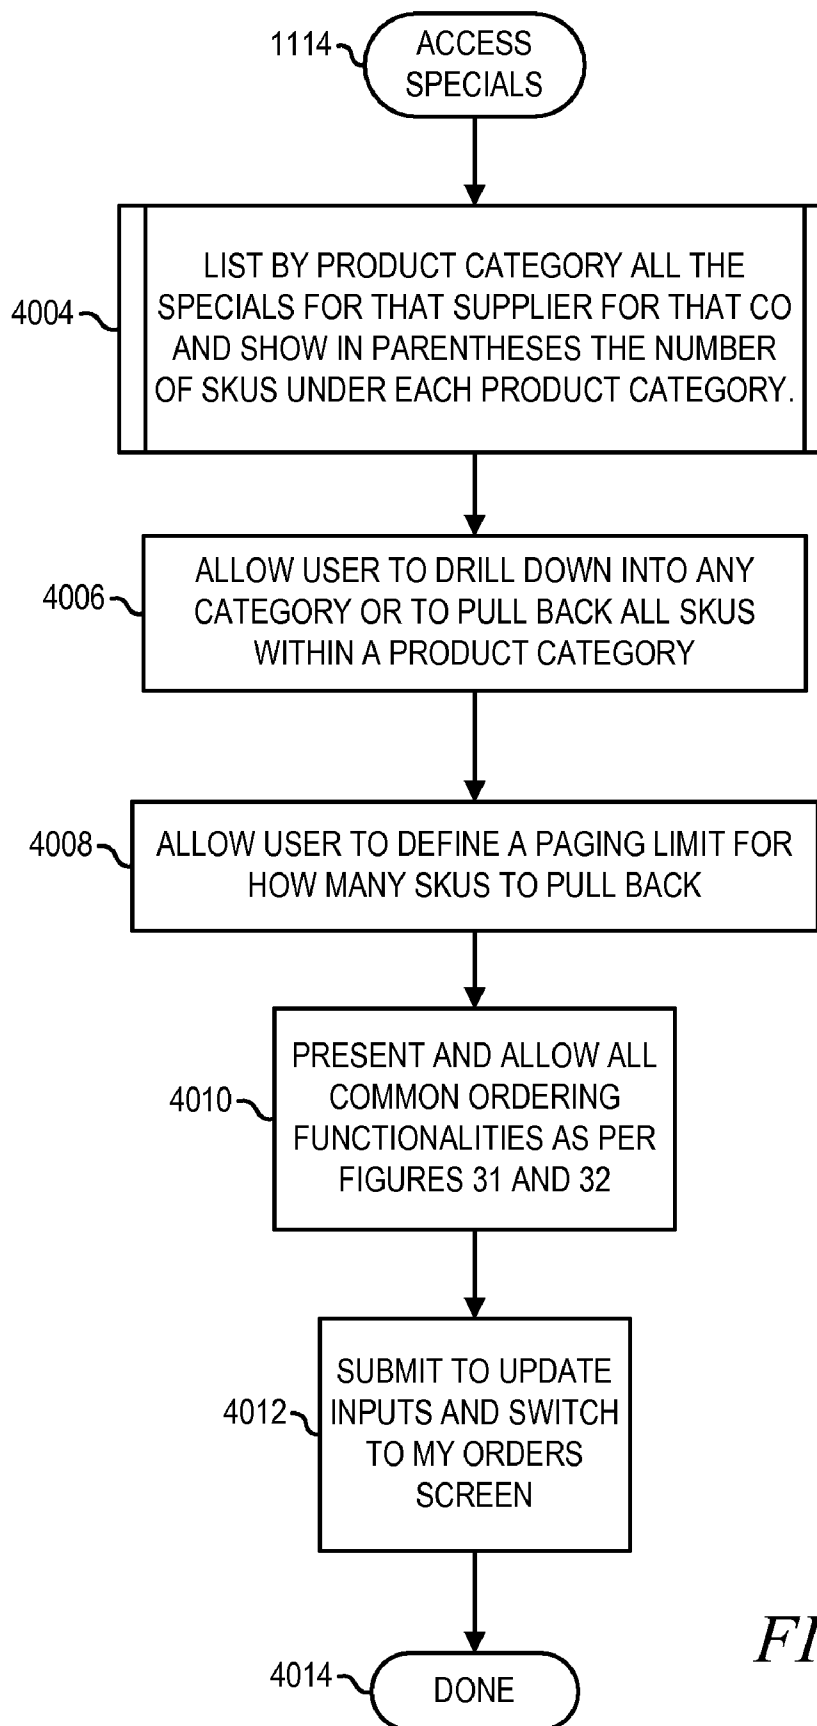 1114
ACCESS
SPECIALS
4004
LIST BY PRODUCT CATEGORY ALL THE
SPECIALS FOR THAT SUPPLIER FOR THAT CO
AND SHOW IN PARENTHESES THE NUMBER
OF SKUS UNDER EACH PRODUCT CATEGORY.
4006
ALLOW USER TO DRILL DOWN INTO ANY
CATEGORY OR TO PULL BACK ALL SKUS
WITHIN A PRODUCT CATEGORY
4008
ALLOW USER TO DEFINE A PAGING LIMIT FOR
HOW MANY SKUS TO PULL BACK
4010
PRESENT AND ALLOW ALL
COMMON ORDERING
FUNCTIONALITIES AS PER
FIGURES 31 AND 32
4012
SUBMIT TO UPDATE
INPUTS AND SWITCH
TO MY ORDERS
SCREEN
4014
DONE